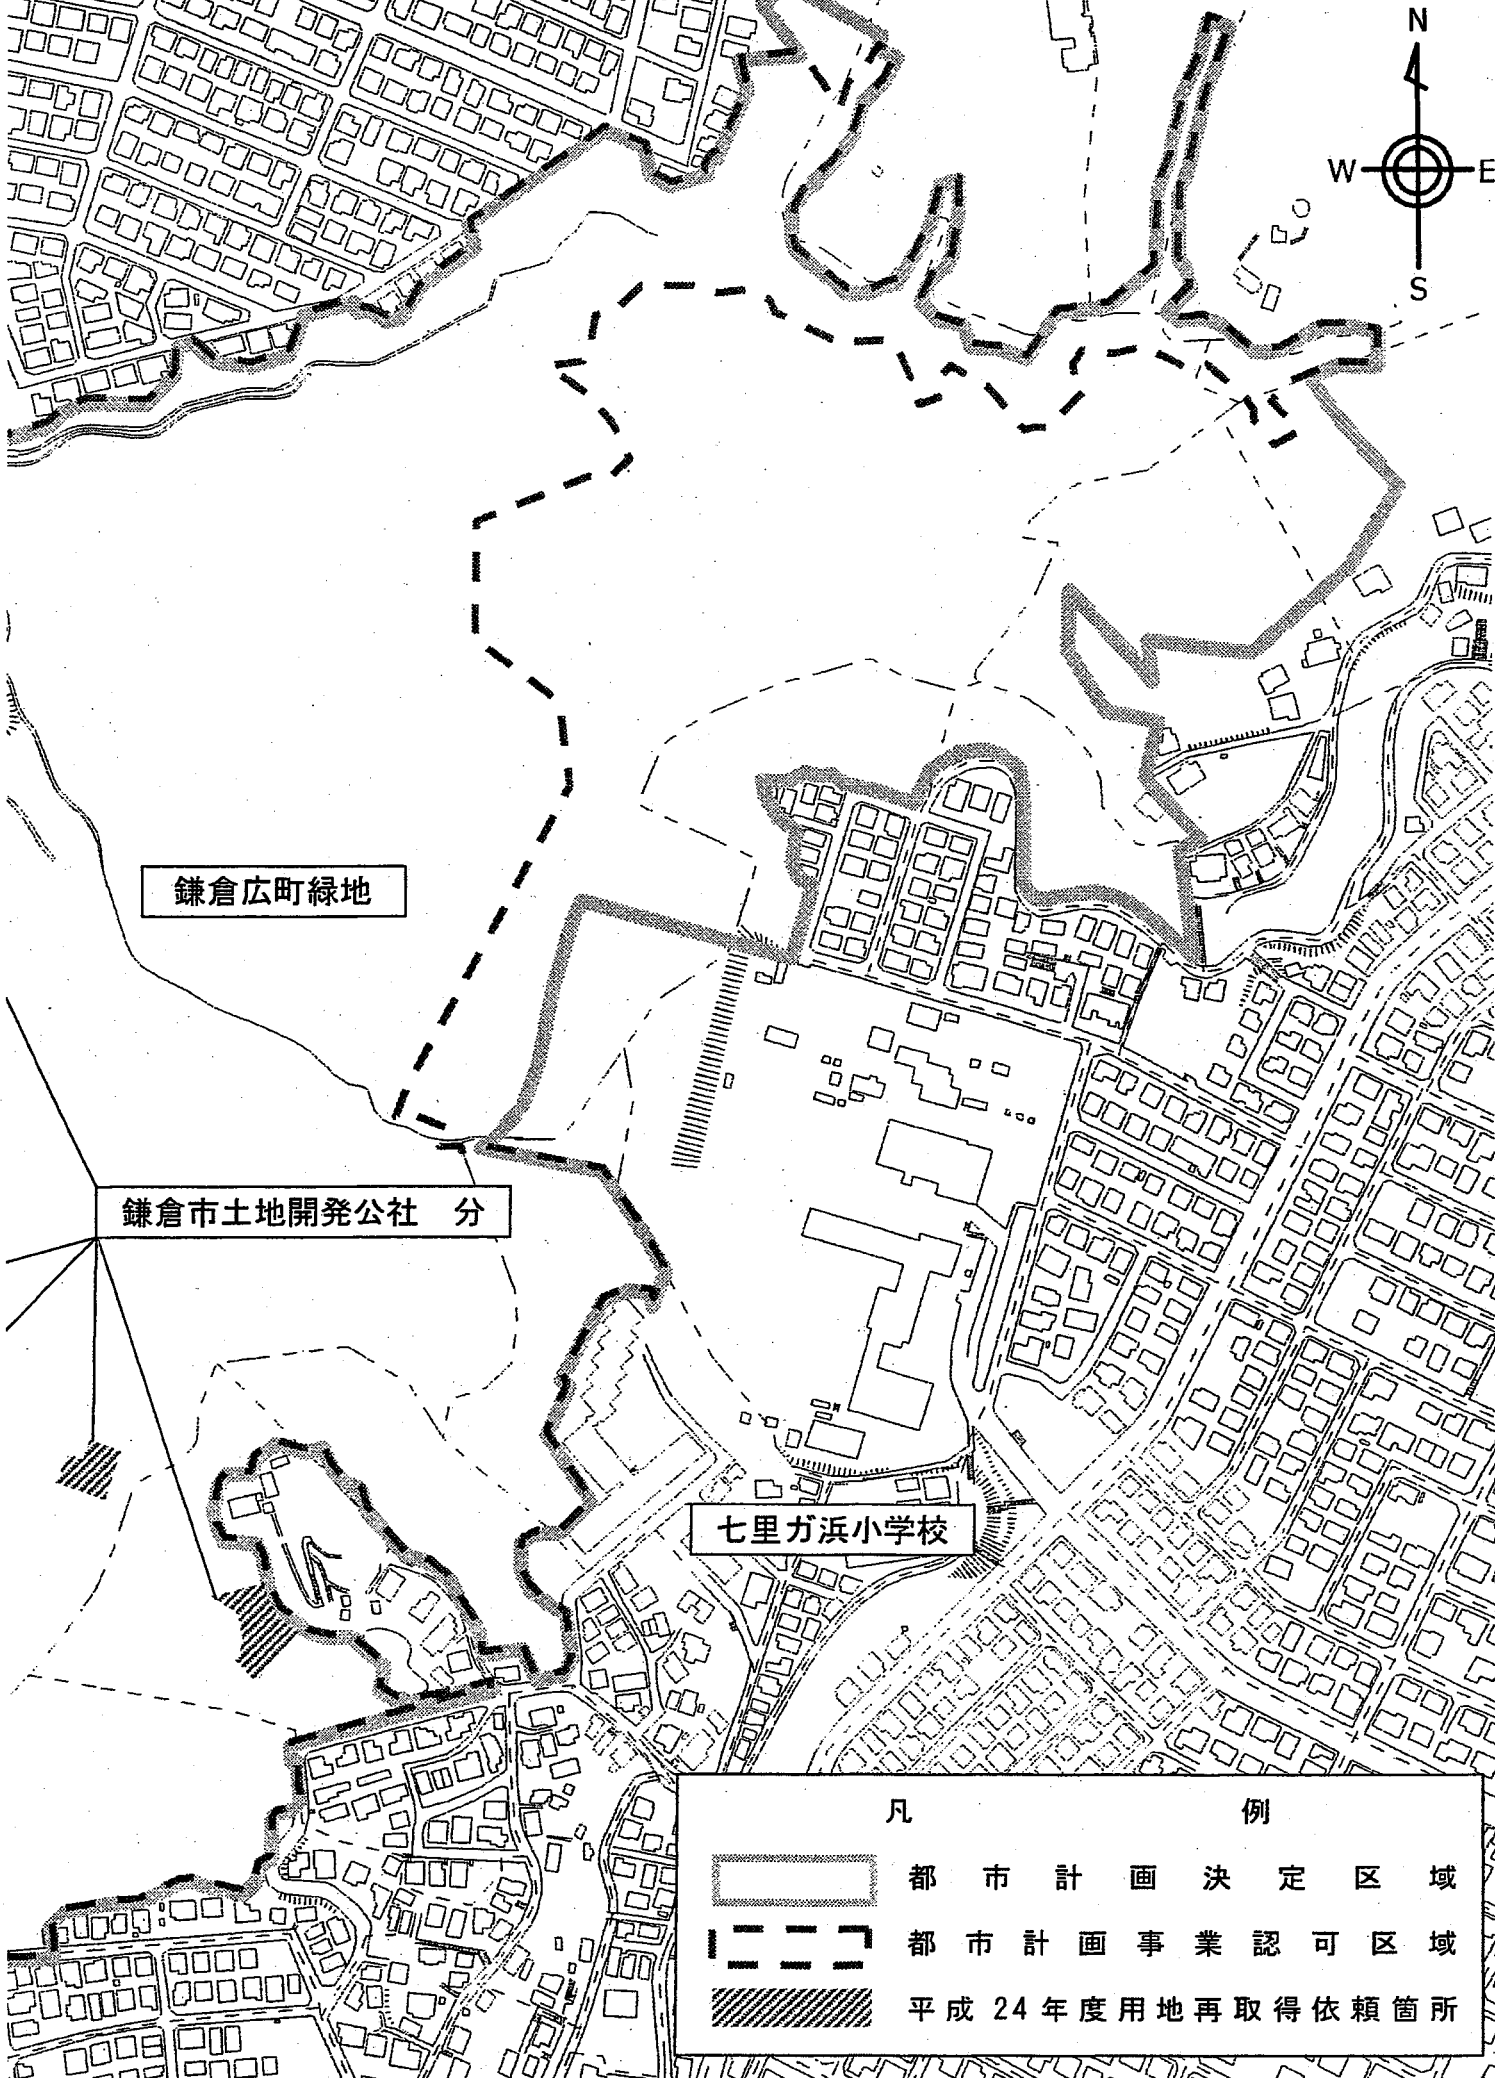 N
W E
S
鎌倉広町緑地
鎌倉市土地開発公社 分
七里ガ浜小学校
凡 例
都市計画決定区域
都市計画事業認可区域
平成24年度用地再取得依頼箇所